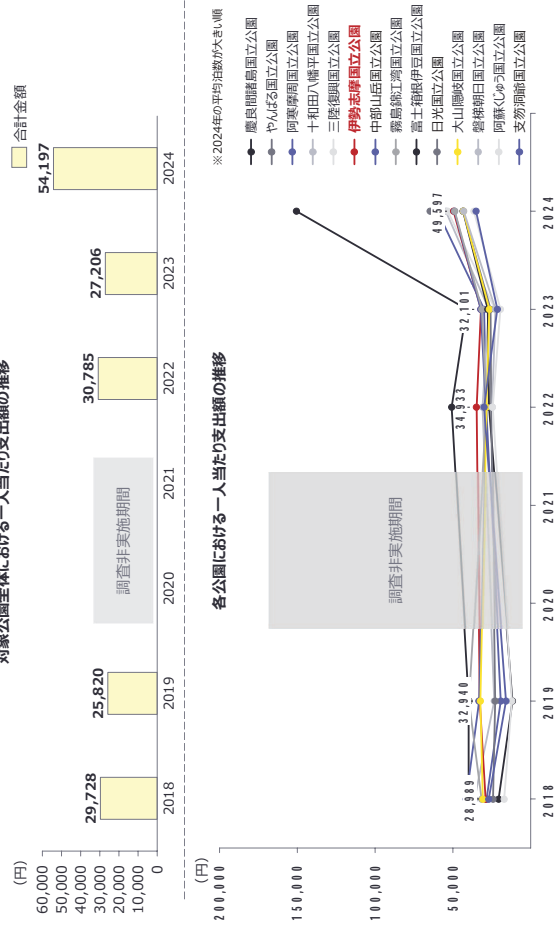 対象公園全体における一人当たり支出額の推移
(円)
合計金額
60,000
50,000
40,000
30,000
20,000
10,000
0
29,728
25,820
調査非実施期間
30,785
27,206
54,197
2018
2019
2020
2021
2022
2023
2024
各公園における一人当たり支出額の推移
(円)
※2024年の平均泊数が大きい順
200,000
150,000
100,000
50,000
28,989
32,940
調査非実施期間
34,933
32,101
49,597
2018
2019
2020
2021
2022
2023
2024
慶良間諸島国立公園
やんばる国立公園
阿寒摩周国立公園
十和田八幡平国立公園
三陸復興国立公園
伊勢志摩国立公園
中部山岳国立公園
霧島錦江湾国立公園
富士箱根伊豆国立公園
日光国立公園
大山隠岐国立公園
磐梯朝日国立公園
阿蘇くじゅう国立公園
支笏洞爺国立公園